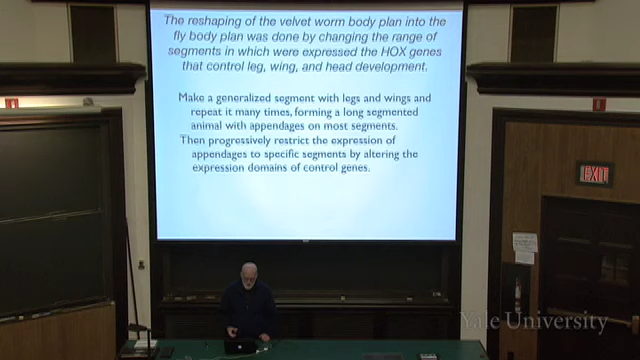 The reshaping of the velvet worm body plan into the
fly body plan was done by changing the range of
segments in which were expressed the HOX genes
that control leg, wing, and head development.
Make a generalized segment with legs and wings and
repeat it many times, forming a long segmented
animal with appendages on most segments.
Then progressively restrict the expression of
appendages to specific segments by altering the
expression domains of control genes.
EXIT
Yale University